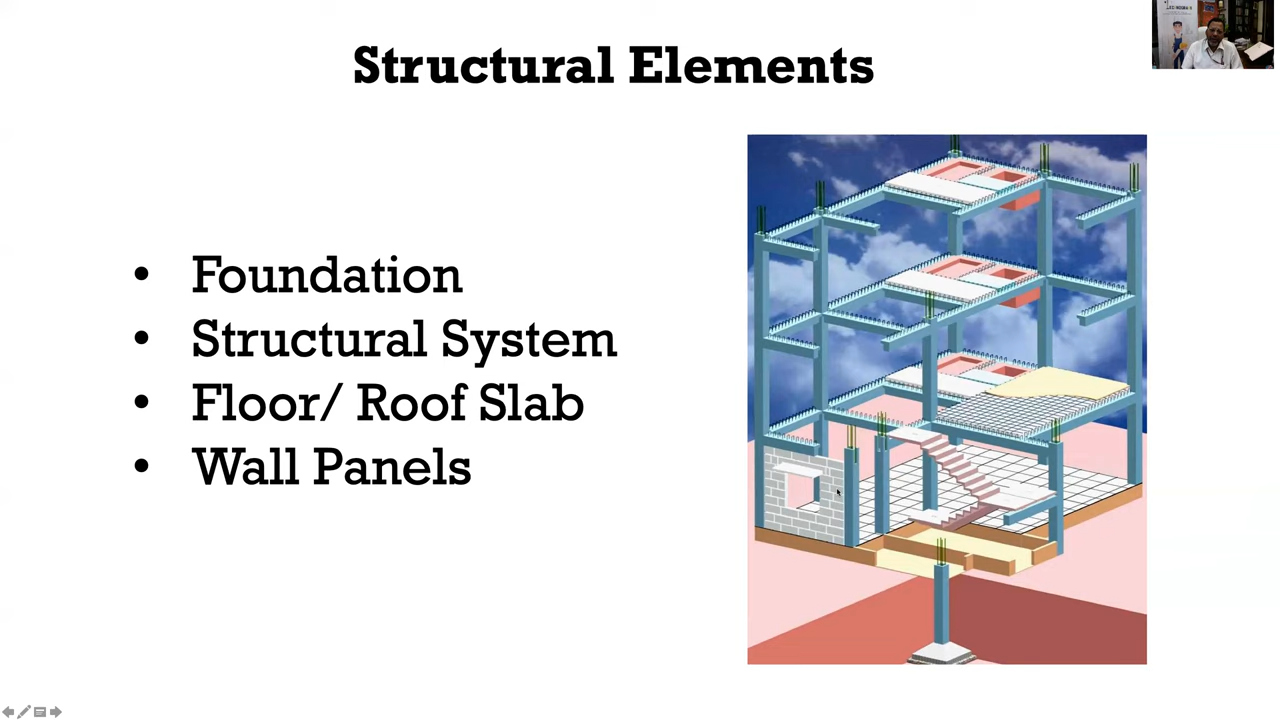 Structural Elements
• Foundation
• Structural System
• Floor/ Roof Slab
• Wall Panels